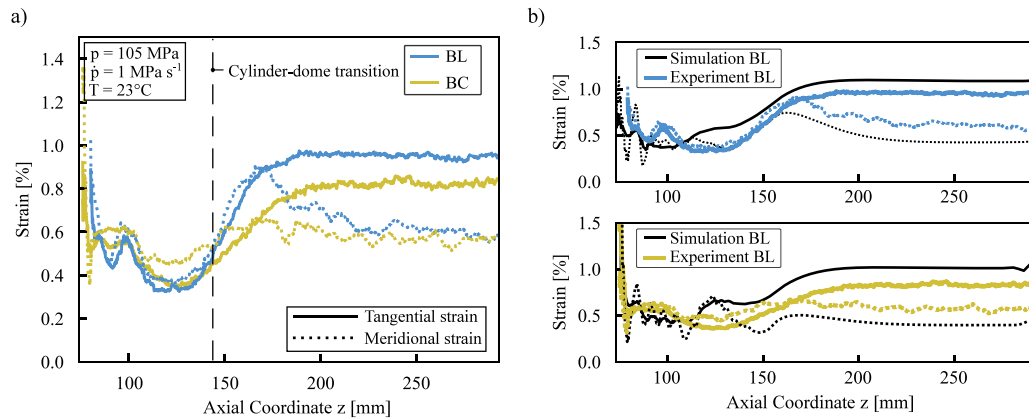 a)
Strain [%]
1.4
1.2
1.0
0.8
0.6
0.4
0.2
0.0
p = 105 MPa
ṗ = 1 MPa s⁻¹
T = 23°C
Cylinder-dome transition
BL
BC
Tangential strain
Meridional strain
100
150
200
250
Axial Coordinate z [mm]
b)
Strain [%]
1.5
1.0
0.5
0.0
Simulation BL
Experiment BL
100
150
200
250
Strain [%]
1.5
1.0
0.5
0.0
Simulation BL
Experiment BL
100
150
200
250
Axial Coordinate z [mm]